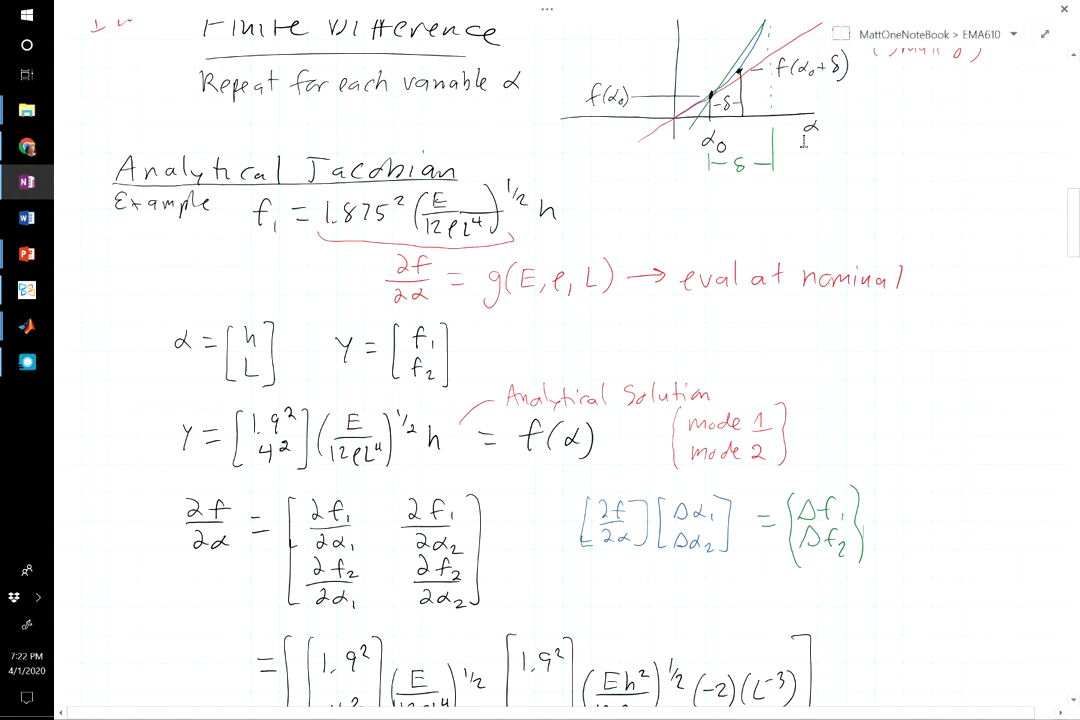 Finite Difference
MattOneNoteBook > EMA610
Repeat for each variable α
f(α₀+δ)
f(α₀)
δ
α
α₀
δ
Analytical Jacobian
Example
f₁ = 1.875² (E/12ρL⁴)^1/2 h
∂f/∂α = g(E, ρ, L) → eval at nominal
α = [h L] Y = [f₁ f₂]
Analytical Solution
Y = [1.9² 4²] (E/12ρL⁴)^1/2 h = f(α) {mode 1 mode 2}
∂f/∂α = [∂f₁/∂α₁ ∂f₁/∂α₂ ∂f₂/∂α₁ ∂f₂/∂α₂] [∂f/∂α] [Δα₁ Δα₂] = {Δf₁ Δf₂}
= [[1.9² (E/12ρL⁴)^1/2 [1.9² (Eh²)^1/2 (-2)(L⁻³)]
7:22 PM
4/1/2020